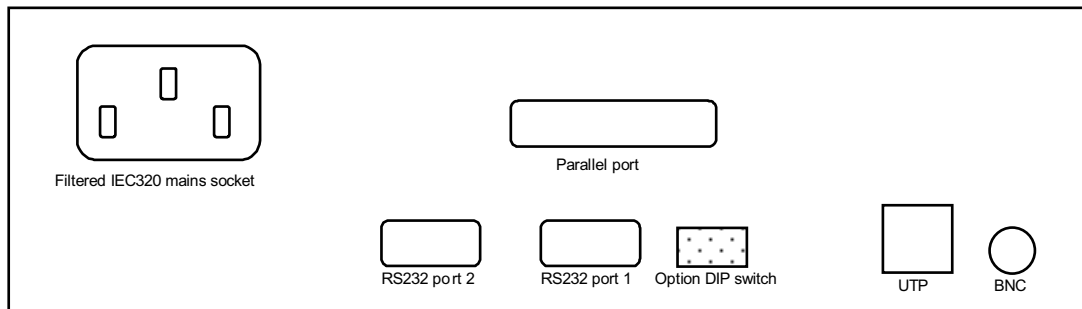 Parallel port
Filtered IEC320 mains socket
RS232 port 2
RS232 port 1
Option DIP switch
UTP
BNC